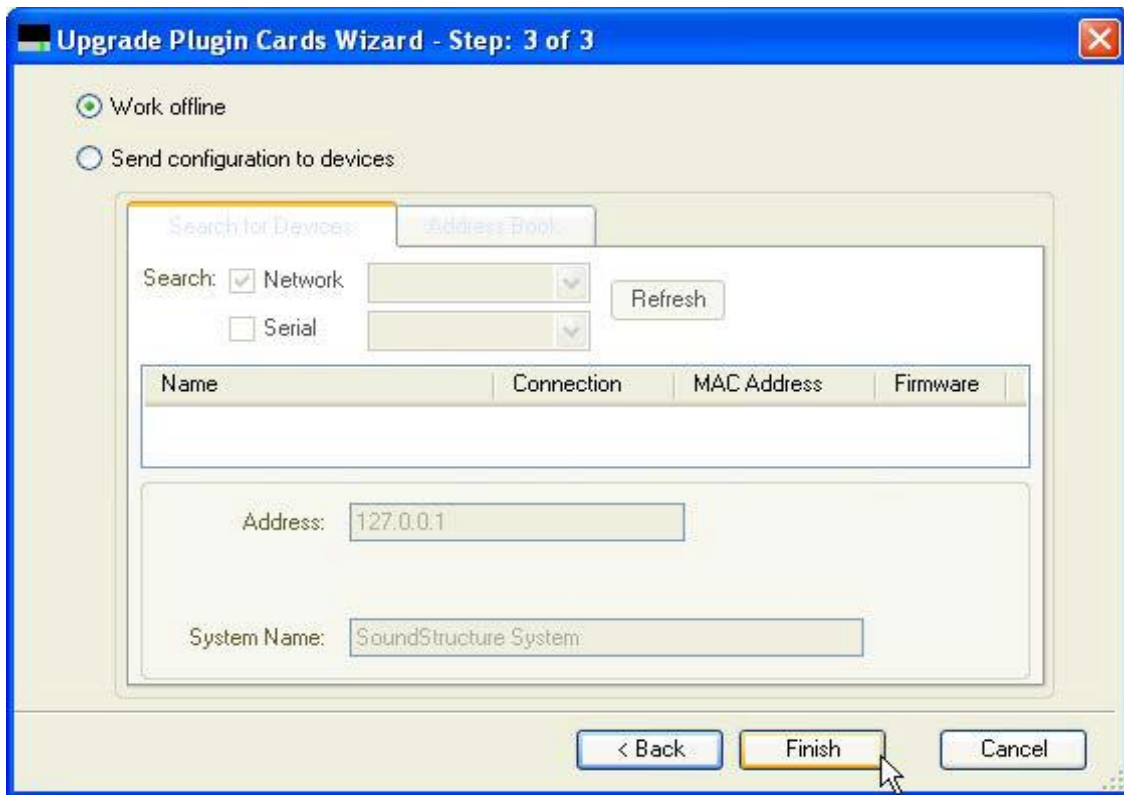 Upgrade Plugin Cards Wizard - Step: 3 of 3
Work offline
Send configuration to devices
Search for Devices Address Book
Search: Network Refresh
Serial
Name Connection MAC Address Firmware
Address: 127.0.0.1
System Name: SoundStructure System
< Back Finish Cancel